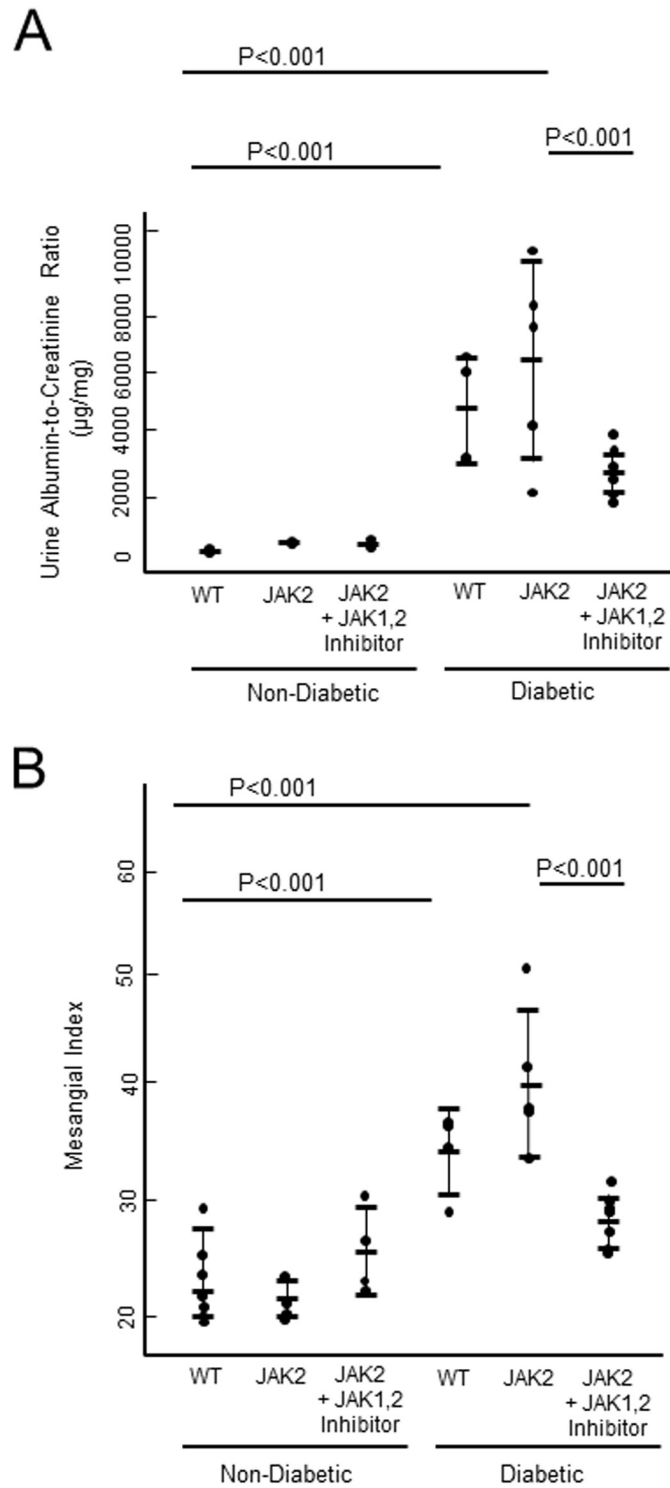 A
P<0.001
P<0.001
P<0.001
Urine Albumin-to-Creatinine Ratio
(µg/mg)
10000
8000
6000
4000
2000
0
WT
JAK2
JAK2
+ JAK1,2
Inhibitor
WT
JAK2
JAK2
+ JAK1,2
Inhibitor
Non-Diabetic
Diabetic
B
P<0.001
P<0.001
P<0.001
Mesangial Index
60
50
40
30
20
WT
JAK2
JAK2
+ JAK1,2
Inhibitor
WT
JAK2
JAK2
+ JAK1,2
Inhibitor
Non-Diabetic
Diabetic